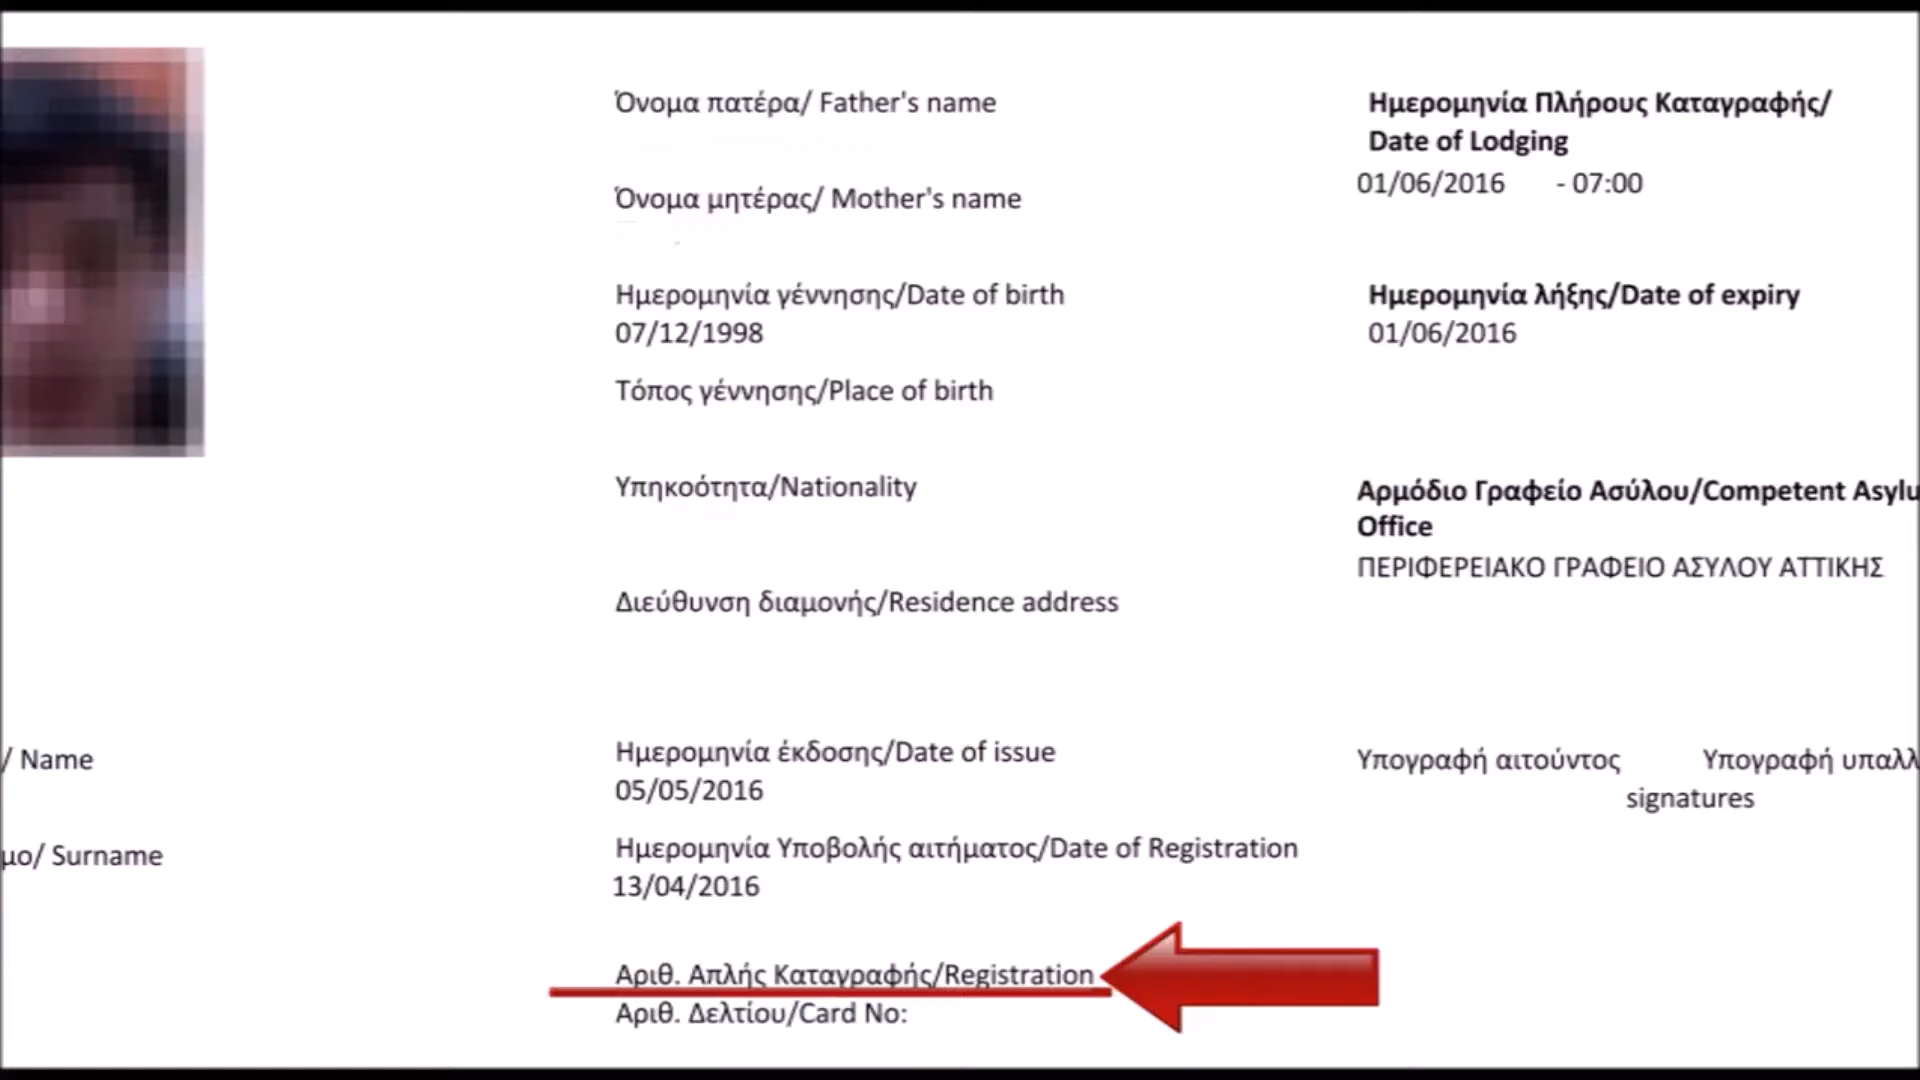 Όνομα πατέρα/ Father's name
Όνομα μητέρας/ Mother's name
Ημερομηνία γέννησης/Date of birth
07/12/1998
Τόπος γέννησης/Place of birth
Υπηκοότητα/Nationality
Διεύθυνση διαμονής/Residence address
/ Name
μο/ Surname
Ημερομηνία έκδοσης/Date of issue
05/05/2016
Ημερομηνία Υποβολής αιτήματος/Date of Registration
13/04/2016
Αριθ. Απλής Καταγραφής/Registration
Αριθ. Δελτίου/Card No:
Ημερομηνία Πλήρους Καταγραφής/
Date of Lodging
01/06/2016 - 07:00
Ημερομηνία λήξης/Date of expiry
01/06/2016
Αρμόδιο Γραφείο Ασύλου/Competent Asylu
Office
ΠΕΡΙΦΕΡΕΙΑΚΟ ΓΡΑΦΕΙΟ ΑΣΥΛΟΥ ΑΤΤΙΚΗΣ
Υπογραφή αιτούντος Υπογραφή υπαλλ
signatures